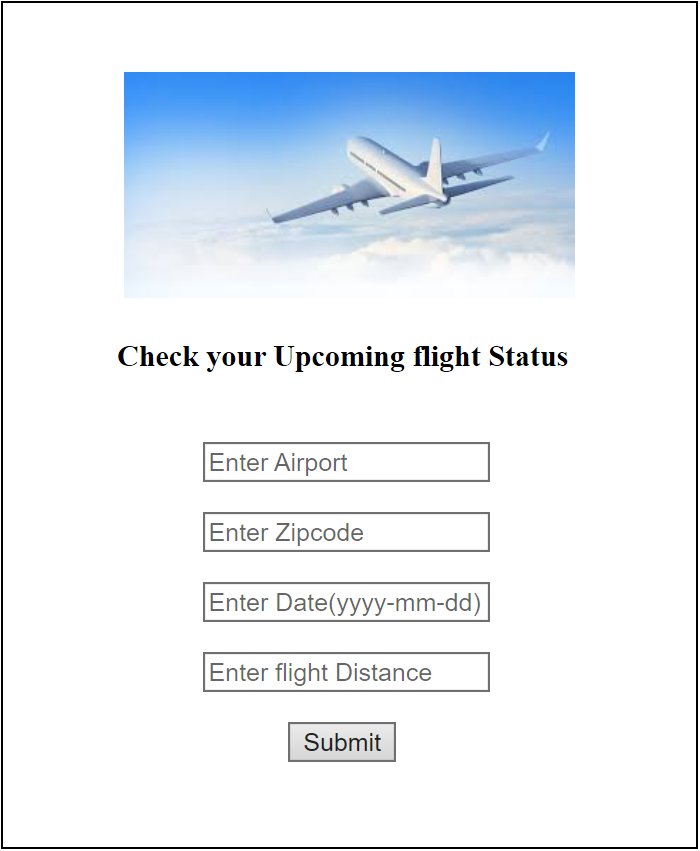 Check your Upcoming flight Status
Enter Airport
Enter Zipcode
Enter Date(yyyy-mm-dd)
Enter flight Distance
Submit